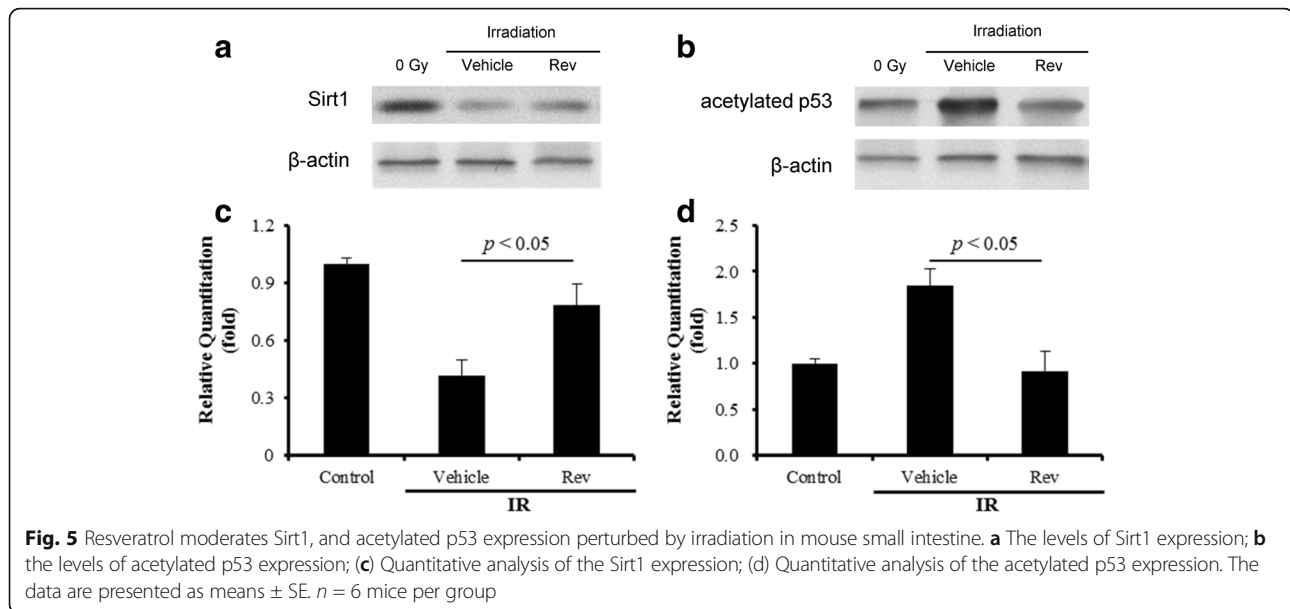 a
Irradiation
0 Gy Vehicle Rev
Sirt1
β-actin
b
Irradiation
0 Gy Vehicle Rev
acetylated p53
β-actin
c
Relative Quantitation
(fold)
1.2
0.9
0.6
0.3
0
p < 0.05
Control Vehicle Rev
IR
d
Relative Quantitation
(fold)
2.5
2.0
1.5
1.0
0.5
0.0
p < 0.05
Control Vehicle Rev
IR
Fig. 5 Resveratrol moderates Sirt1, and acetylated p53 expression perturbed by irradiation in mouse small intestine. a The levels of Sirt1 expression; b
the levels of acetylated p53 expression; (c) Quantitative analysis of the Sirt1 expression; (d) Quantitative analysis of the acetylated p53 expression. The
data are presented as means ± SE. n = 6 mice per group